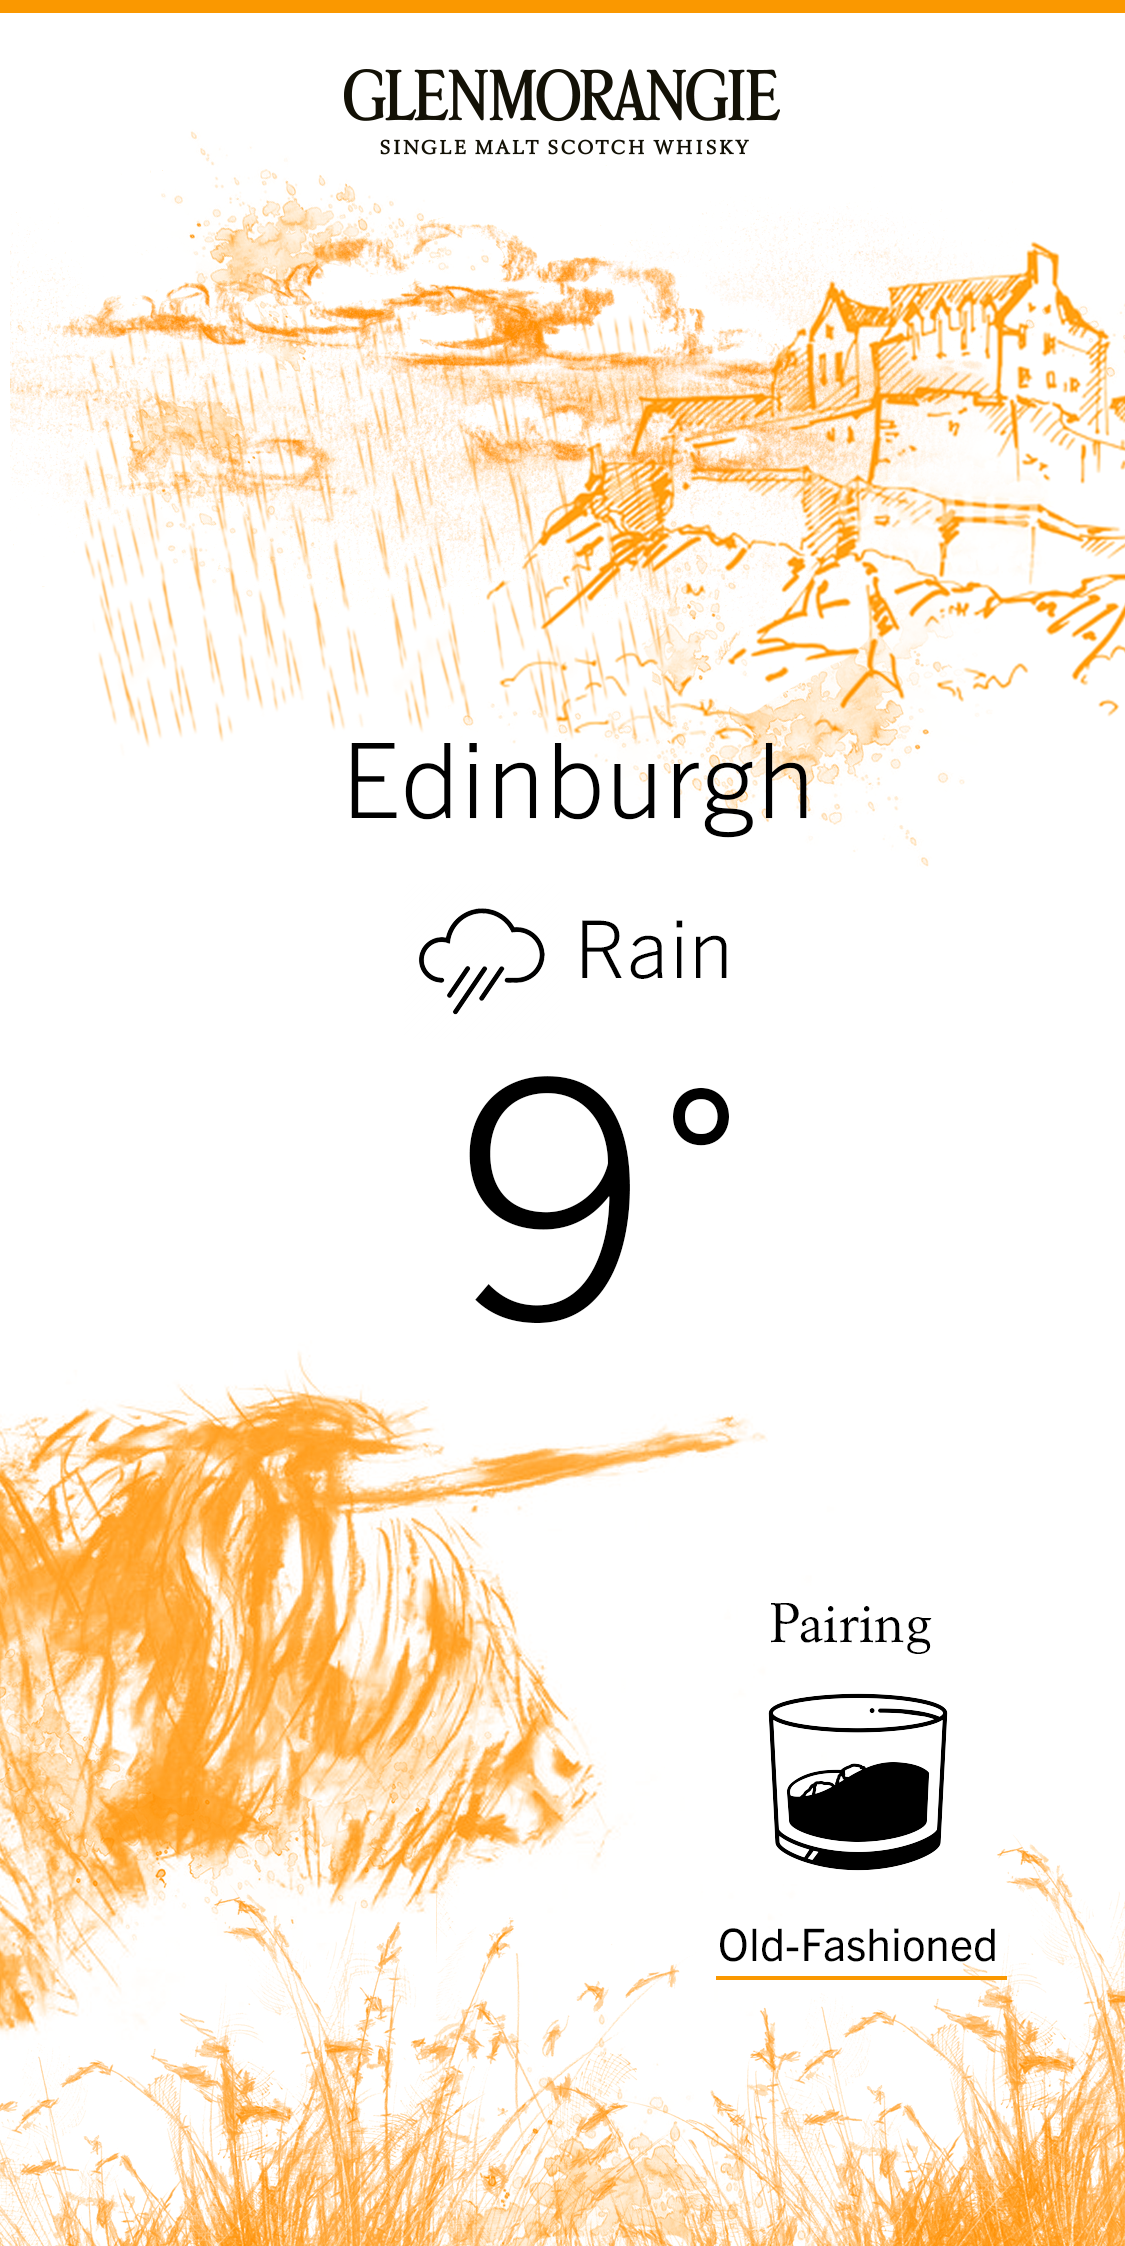 GLENMORANGIE
SINGLE MALT SCOTCH WHISKY
Edinburgh
Rain
9°
Pairing
Old-Fashioned